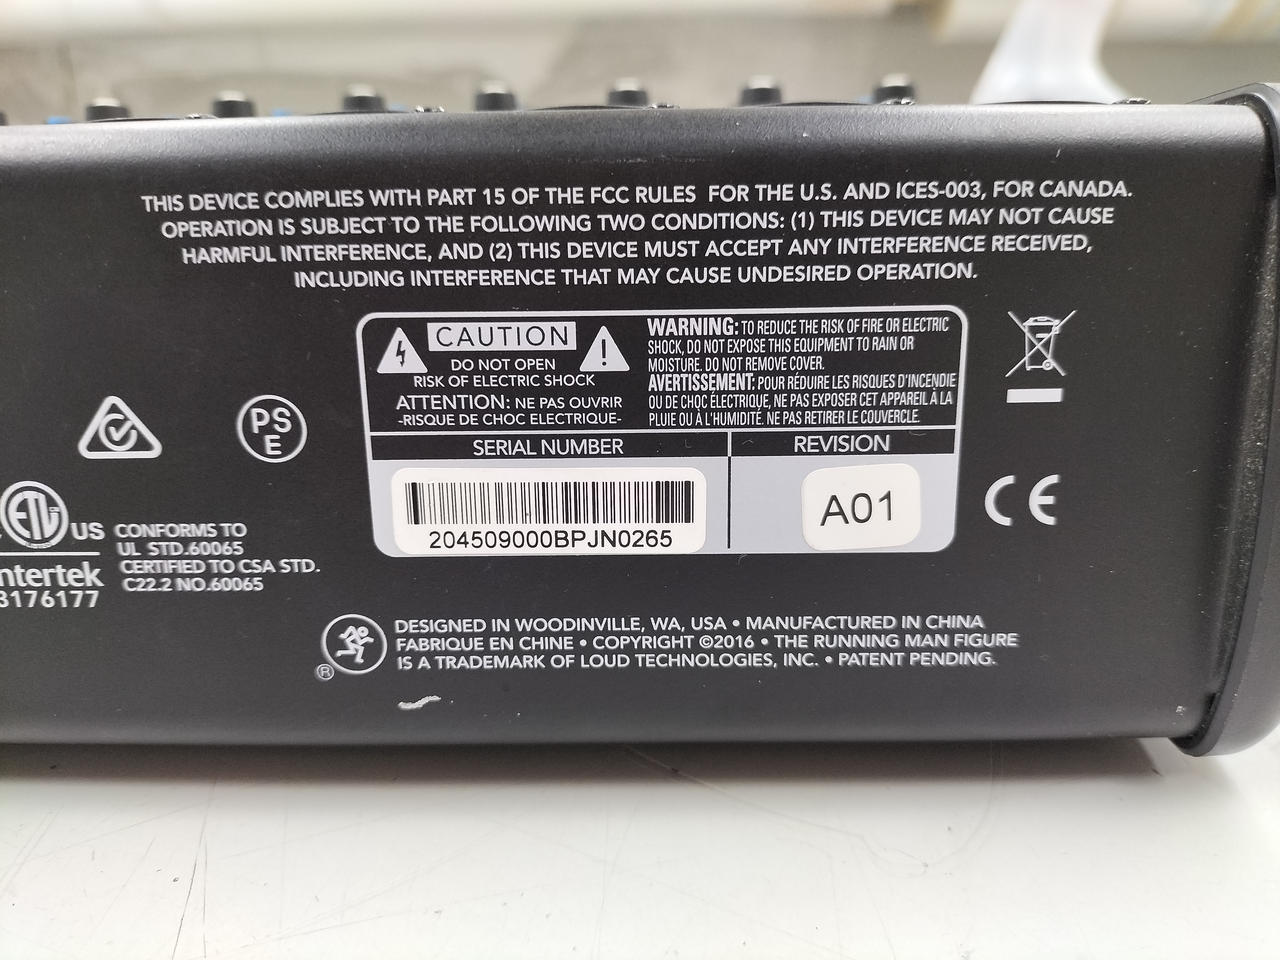 THIS DEVICE COMPLIES WITH PART 15 OF THE FCC RULES FOR THE U.S. AND ICES-003, FOR CANADA.
OPERATION IS SUBJECT TO THE FOLLOWING TWO CONDITIONS: (1) THIS DEVICE MAY NOT CAUSE
HARMFUL INTERFERENCE, AND (2) THIS DEVICE MUST ACCEPT ANY INTERFERENCE RECEIVED,
INCLUDING INTERFERENCE THAT MAY CAUSE UNDESIRED OPERATION.
CAUTION
DO NOT OPEN
RISK OF ELECTRIC SHOCK
ATTENTION: NE PAS OUVRIR
-RISQUE DE CHOC ELECTRIQUE-
WARNING: TO REDUCE THE RISK OF FIRE OR ELECTRIC
SHOCK, DO NOT EXPOSE THIS EQUIPMENT TO RAIN OR
MOISTURE. DO NOT REMOVE COVER.
AVERTISSEMENT: POUR RÉDUIRE LES RISQUES D'INCENDIE
OU DE CHOC ÉLECTRIQUE, NE PAS EXPOSER CET APPAREIL À LA
PLUIE OU À L'HUMIDITÉ. NE PAS RETIRER LE COUVERCLE.
PS
E
SERIAL NUMBER
REVISION
204509000BPJN0265
A01
CE
ETL US
CONFORMS TO
UL STD.60065
CERTIFIED TO CSA STD.
C22.2 NO.60065
ntertek
3176177
DESIGNED IN WOODINVILLE, WA, USA • MANUFACTURED IN CHINA
FABRIQUE EN CHINE • COPYRIGHT ©2016 • THE RUNNING MAN FIGURE
IS A TRADEMARK OF LOUD TECHNOLOGIES, INC. • PATENT PENDING.
®